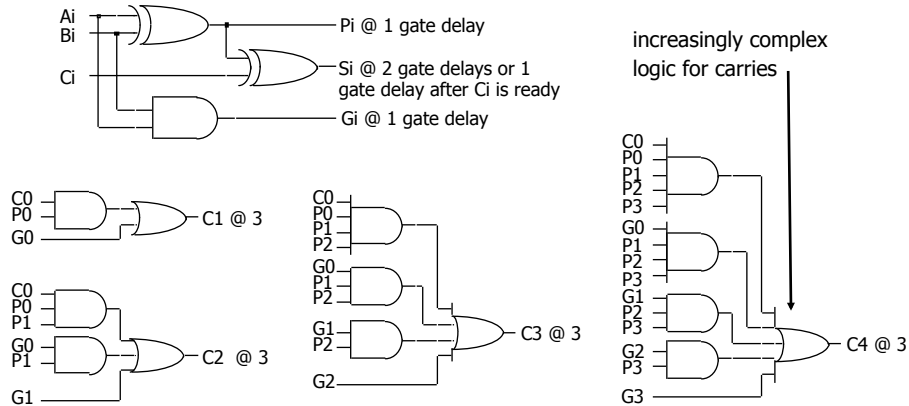 Ai
Bi
Ci
Pi @ 1 gate delay
Si @ 2 gate delays or 1
gate delay after Ci is ready
Gi @ 1 gate delay
increasingly complex
logic for carries
C0
P0
G0
C1 @ 3
C0
P0
P1
G0
P1
G1
C2 @ 3
C0
P0
P1
P2
G0
P1
P2
G1
P2
G2
C3 @ 3
C0
P0
P1
P2
P3
G0
P1
P2
P3
G1
P2
P3
G2
P3
G3
C4 @ 3